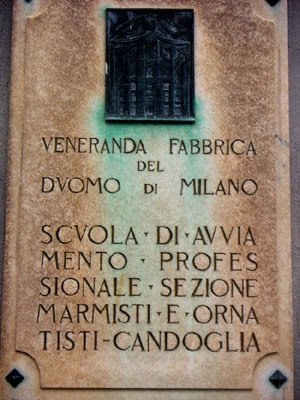 VENERANDA FABBRICA
DEL
DVOMO DI MILANO
SCVOLA · DI · AVVIA
MENTO · PROFES
SIONALE · SEZIONE
MARMISTI · E · ORNA
TISTI-CANDOGLIA